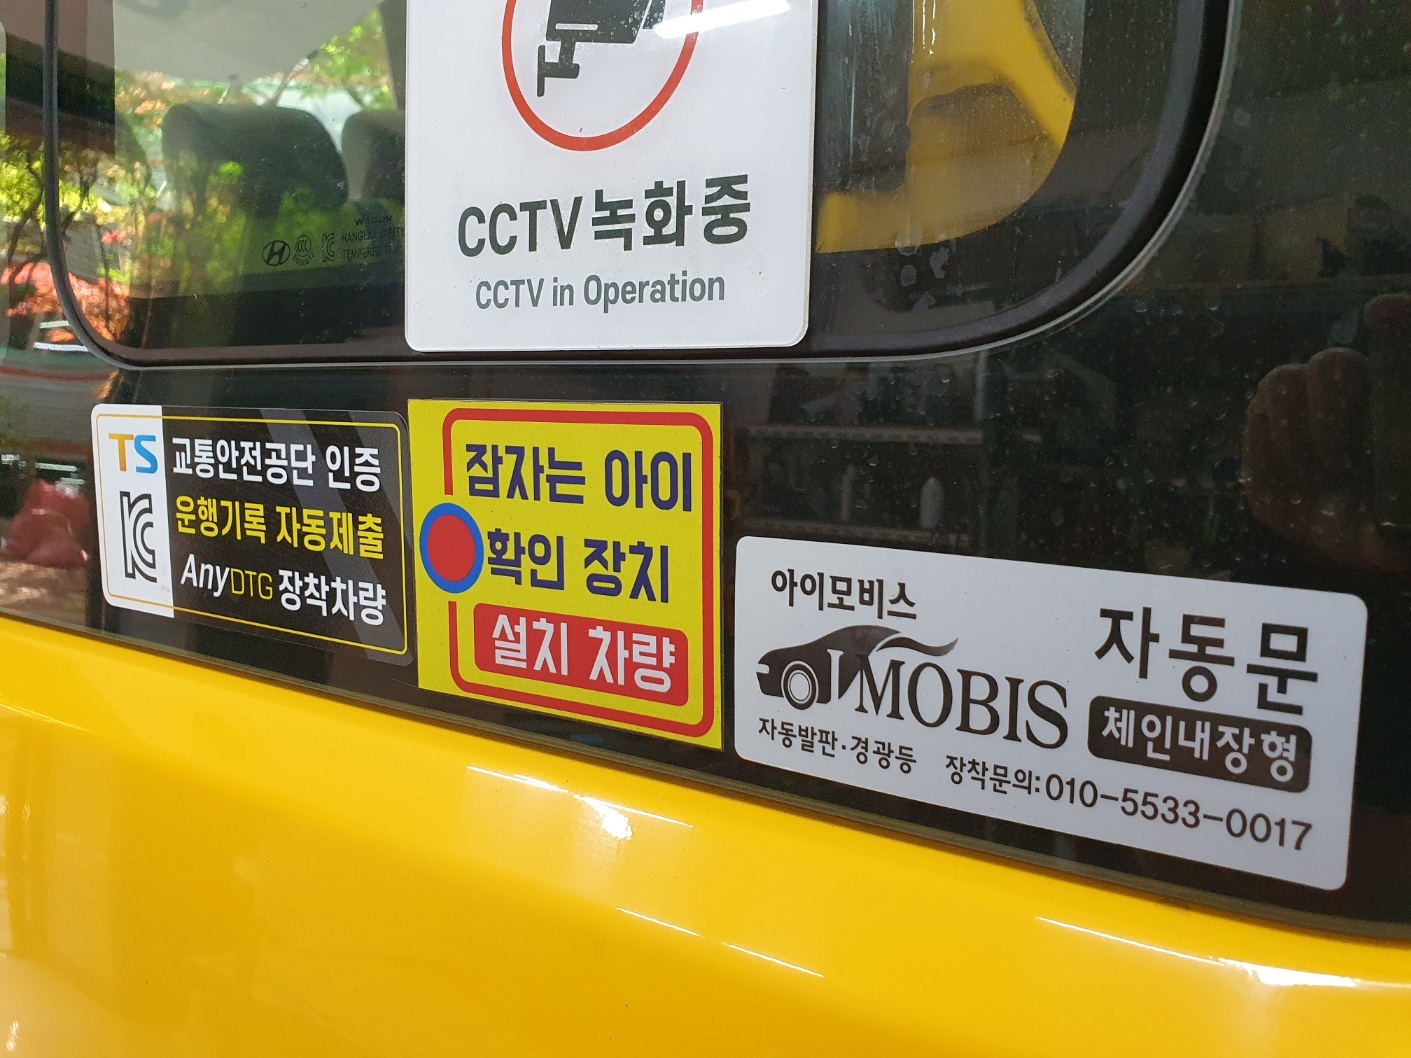 CCTV녹화중
CCTV in Operation
TS 교통안전공단 인증
운행기록 자동제출
AnyDTG 장착차량
잠자는 아이
확인 장치
설치 차량
아이모비스
I MOBIS
자동문
체인내장형
자동발판·경광등 장착문의:010-5533-0017